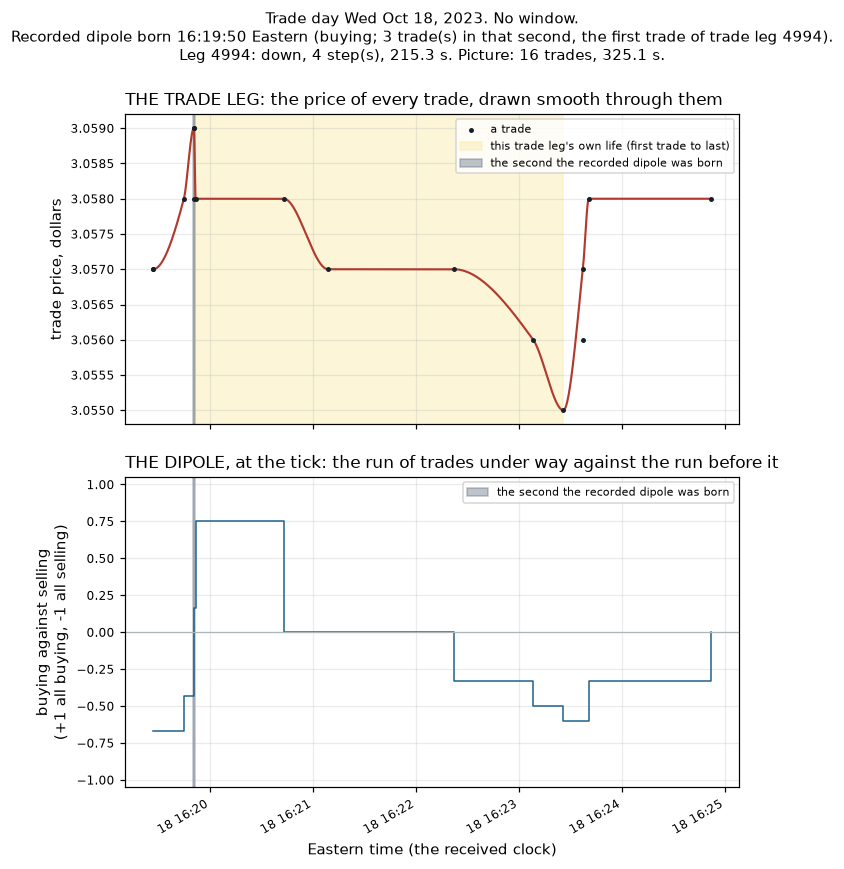 Trade day Wed Oct 18, 2023. No window.
Recorded dipole born 16:19:50 Eastern (buying; 3 trade(s) in that second, the first trade of trade leg 4994).
Leg 4994: down, 4 step(s), 215.3 s. Picture: 16 trades, 325.1 s.
THE TRADE LEG: the price of every trade, drawn smooth through them
a trade
this trade leg's own life (first trade to last)
the second the recorded dipole was born
trade price, dollars
3.0590
3.0585
3.0580
3.0575
3.0570
3.0565
3.0560
3.0555
3.0550
THE DIPOLE, at the tick: the run of trades under way against the run before it
the second the recorded dipole was born
buying against selling
(+1 all buying, -1 all selling)
1.00
0.75
0.50
0.25
0.00
−0.25
−0.50
−0.75
−1.00
18 16:20
18 16:21
18 16:22
18 16:23
18 16:24
18 16:25
Eastern time (the received clock)